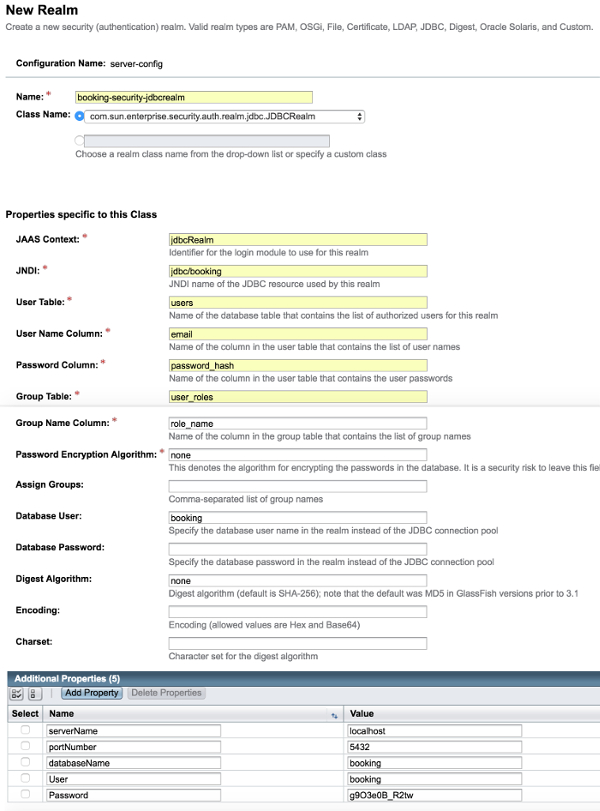 New Realm
Create a new security (authentication) realm. Valid realm types are PAM, OSGi, File, Certificate, LDAP, JDBC, Digest, Oracle Solaris, and Custom.
Configuration Name: server-config
Name: * booking-security-jdbcrealm
Class Name: com.sun.enterprise.security.auth.realm.jdbc.JDBCRealm
Choose a realm class name from the drop-down list or specify a custom class
Properties specific to this Class
JAAS Context: * jdbcRealm
Identifier for the login module to use for this realm
JNDI: * jdbc/booking
JNDI name of the JDBC resource used by this realm
User Table: * users
Name of the database table that contains the list of authorized users for this realm
User Name Column: * email
Name of the column in the user table that contains the list of user names
Password Column: * password_hash
Name of the column in the user table that contains the user passwords
Group Table: * user_roles
Group Name Column: * role_name
Name of the column in the group table that contains the list of group names
Password Encryption Algorithm: * none
This denotes the algorithm for encrypting the passwords in the database. It is a security risk to leave this fie
Assign Groups:
Comma-separated list of group names
Database User: booking
Specify the database user name in the realm instead of the JDBC connection pool
Database Password:
Specify the database password in the realm instead of the JDBC connection pool
Digest Algorithm: none
Digest algorithm (default is SHA-256); note that the default was MD5 in GlassFish versions prior to 3.1
Encoding:
Encoding (allowed values are Hex and Base64)
Charset:
Character set for the digest algorithm
Additional Properties (5)
Add Property Delete Properties
Select Name Value
serverName localhost
portNumber 5432
databaseName booking
User booking
Password g9O3e0B_R2tw